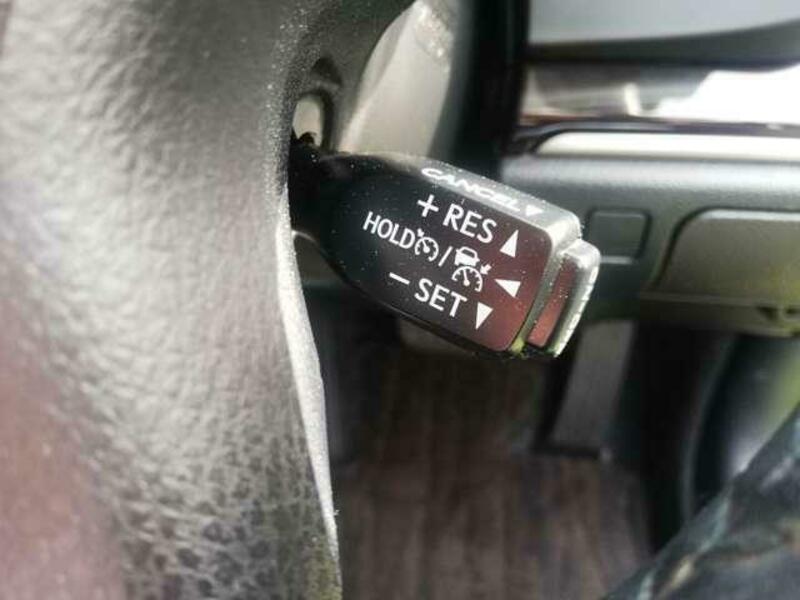 CANCEL▼
+ RES ▲
HOLD /
− SET ▼